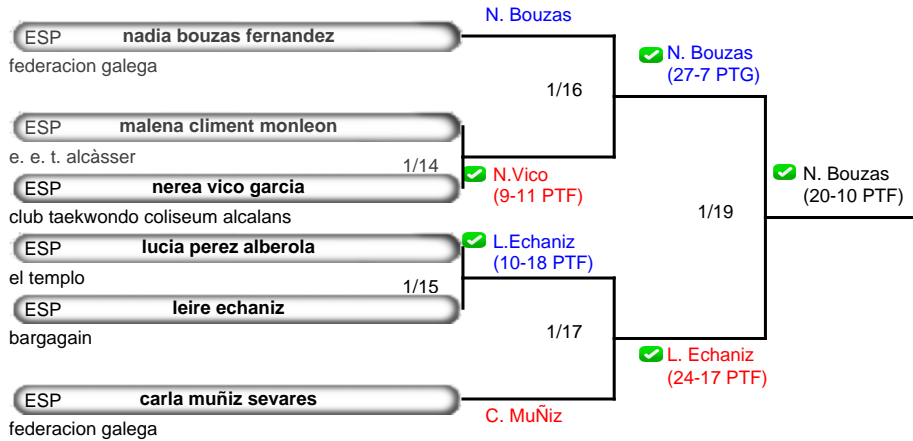 N. Bouzas
ESP nadia bouzas fernandez
federacion galega
N. Bouzas
(27-7 PTG)
1/16
ESP malena climent monleon
e. e. t. alcàsser
1/14
N.Vico
(9-11 PTF)
ESP nerea vico garcia
club taekwondo coliseum alcalans
N. Bouzas
(20-10 PTF)
1/19
ESP lucia perez alberola
el templo
L.Echaniz
(10-18 PTF)
1/15
ESP leire echaniz
bargagain
1/17
L. Echaniz
(24-17 PTF)
ESP carla muñiz sevares
federacion galega
C. MuÑiz